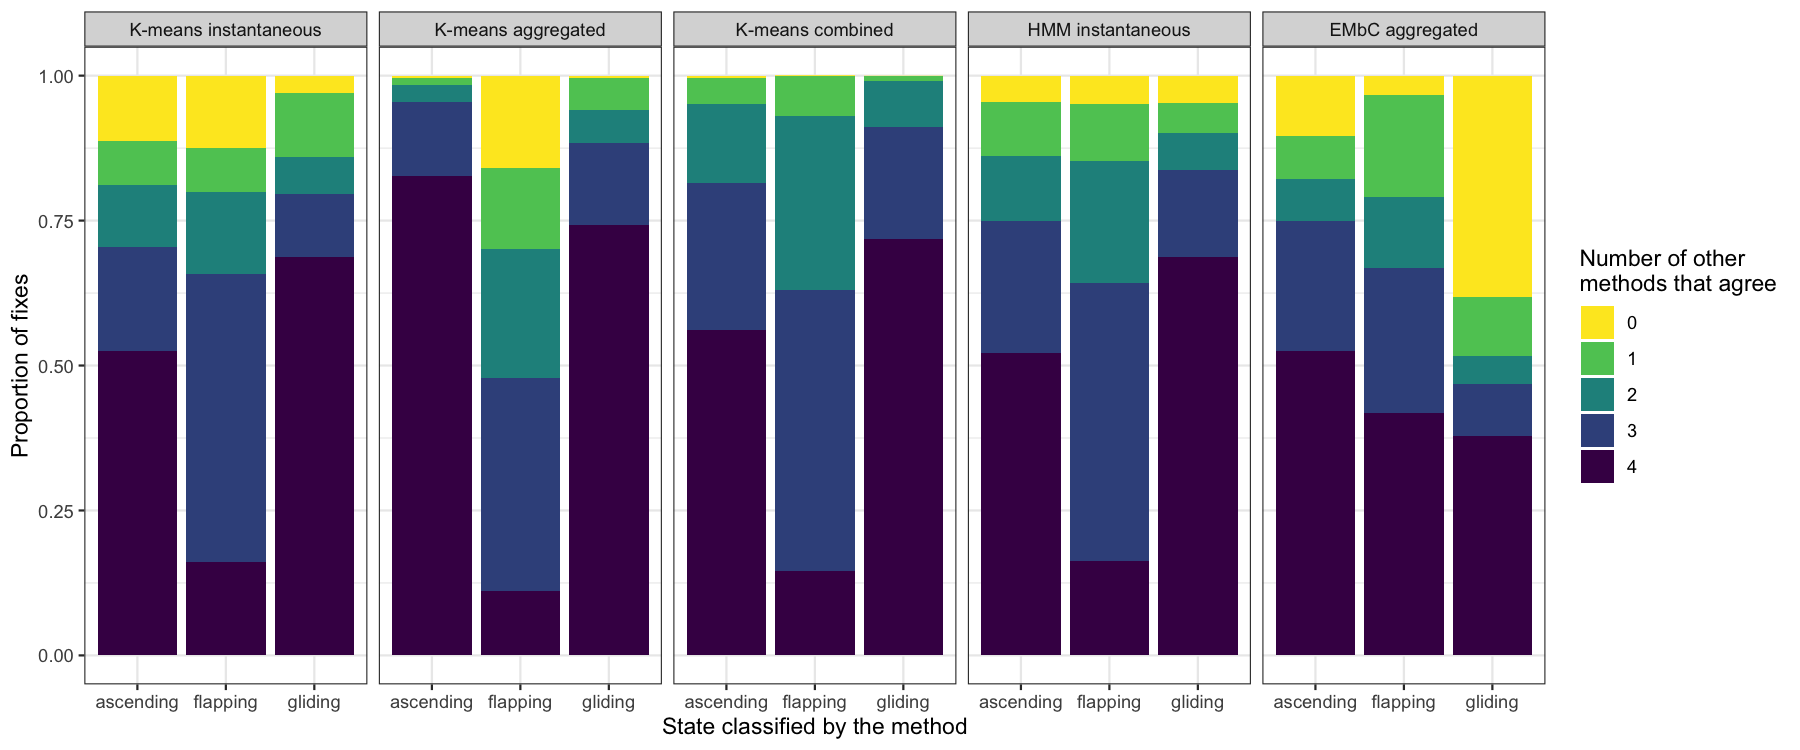 K-means instantaneous
K-means aggregated
K-means combined
HMM instantaneous
EMbC aggregated
Proportion of fixes
1.00
0.75
0.50
0.25
0.00
ascending flapping gliding
ascending flapping gliding
ascending flapping gliding
ascending flapping gliding
ascending flapping gliding
State classified by the method
Number of other
methods that agree
0
1
2
3
4